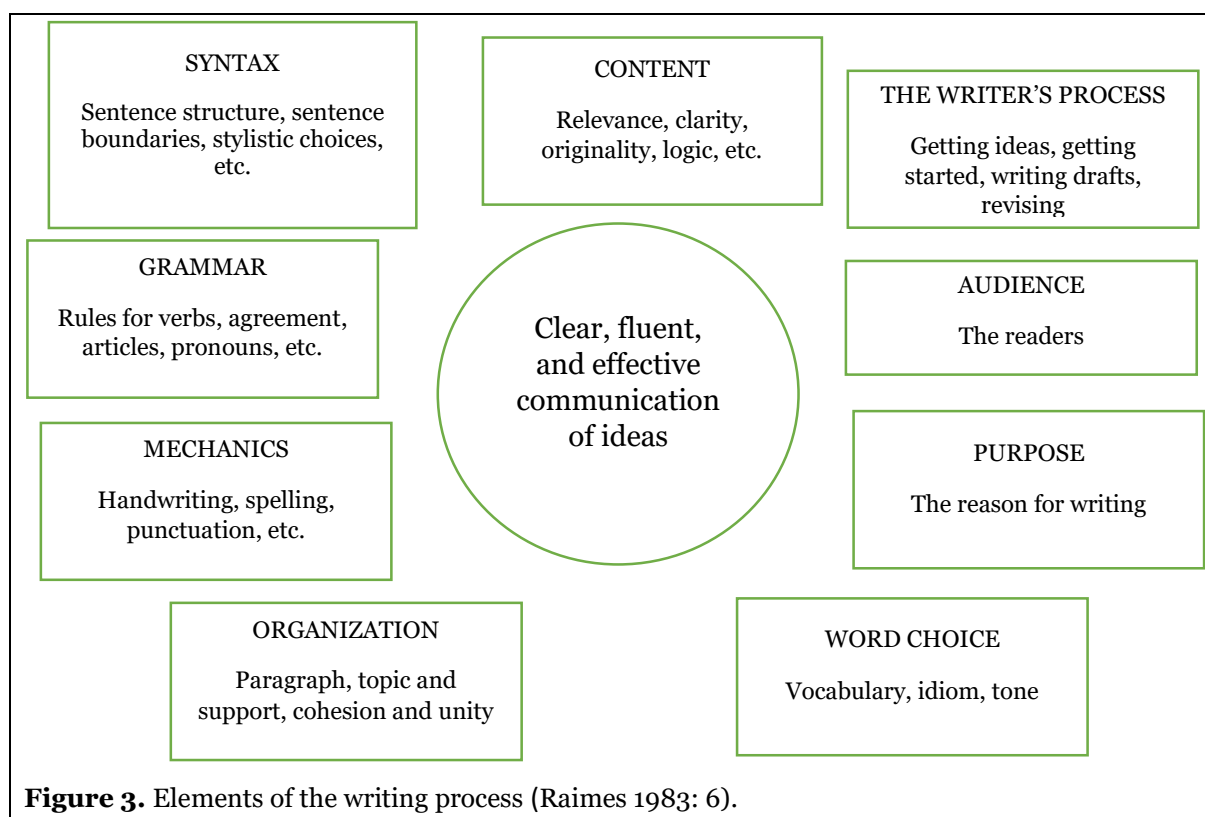 SYNTAX
Sentence structure, sentence
boundaries, stylistic choices,
etc.
CONTENT
Relevance, clarity,
originality, logic, etc.
THE WRITER’S PROCESS
Getting ideas, getting
started, writing drafts,
revising
GRAMMAR
Rules for verbs, agreement,
articles, pronouns, etc.
Clear, fluent,
and effective
communication
of ideas
AUDIENCE
The readers
MECHANICS
Handwriting, spelling,
punctuation, etc.
PURPOSE
The reason for writing
ORGANIZATION
Paragraph, topic and
support, cohesion and unity
WORD CHOICE
Vocabulary, idiom, tone
Figure 3. Elements of the writing process (Raimes 1983: 6).